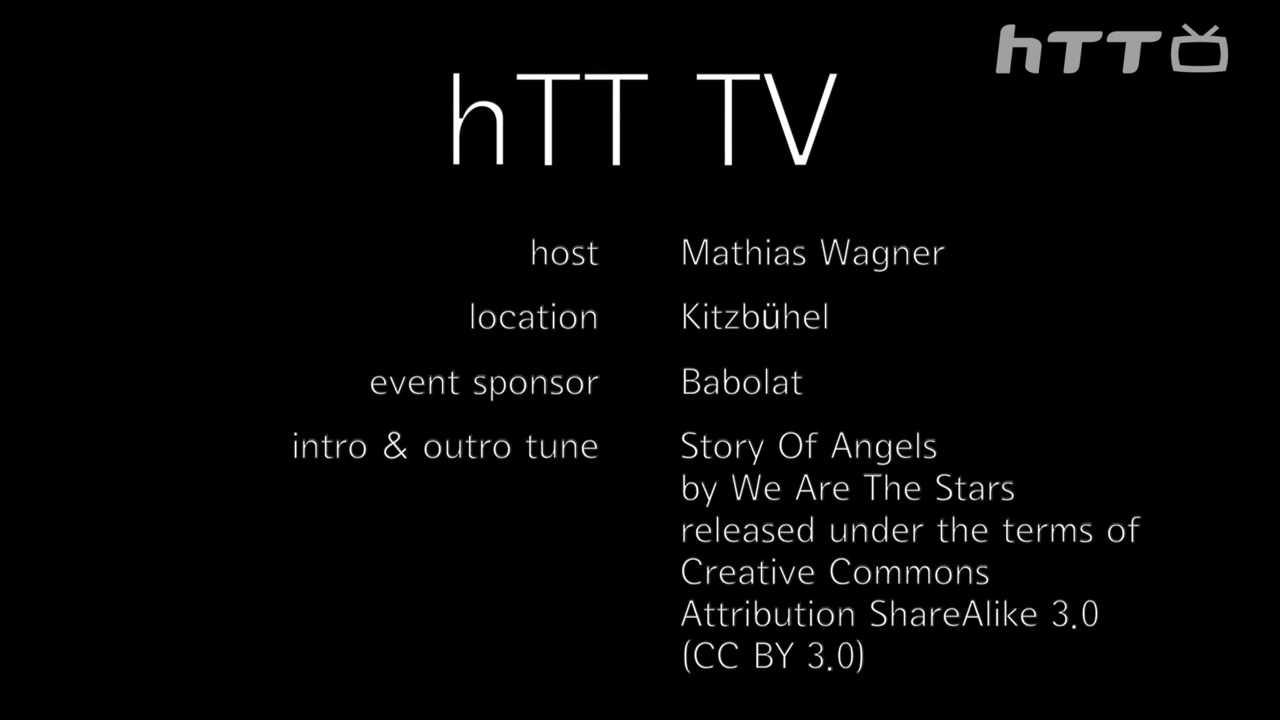 hTT
hTT TV
host Mathias Wagner
location Kitzbühel
event sponsor Babolat
intro & outro tune Story Of Angels
by We Are The Stars
released under the terms of
Creative Commons
Attribution ShareAlike 3.0
(CC BY 3.0)